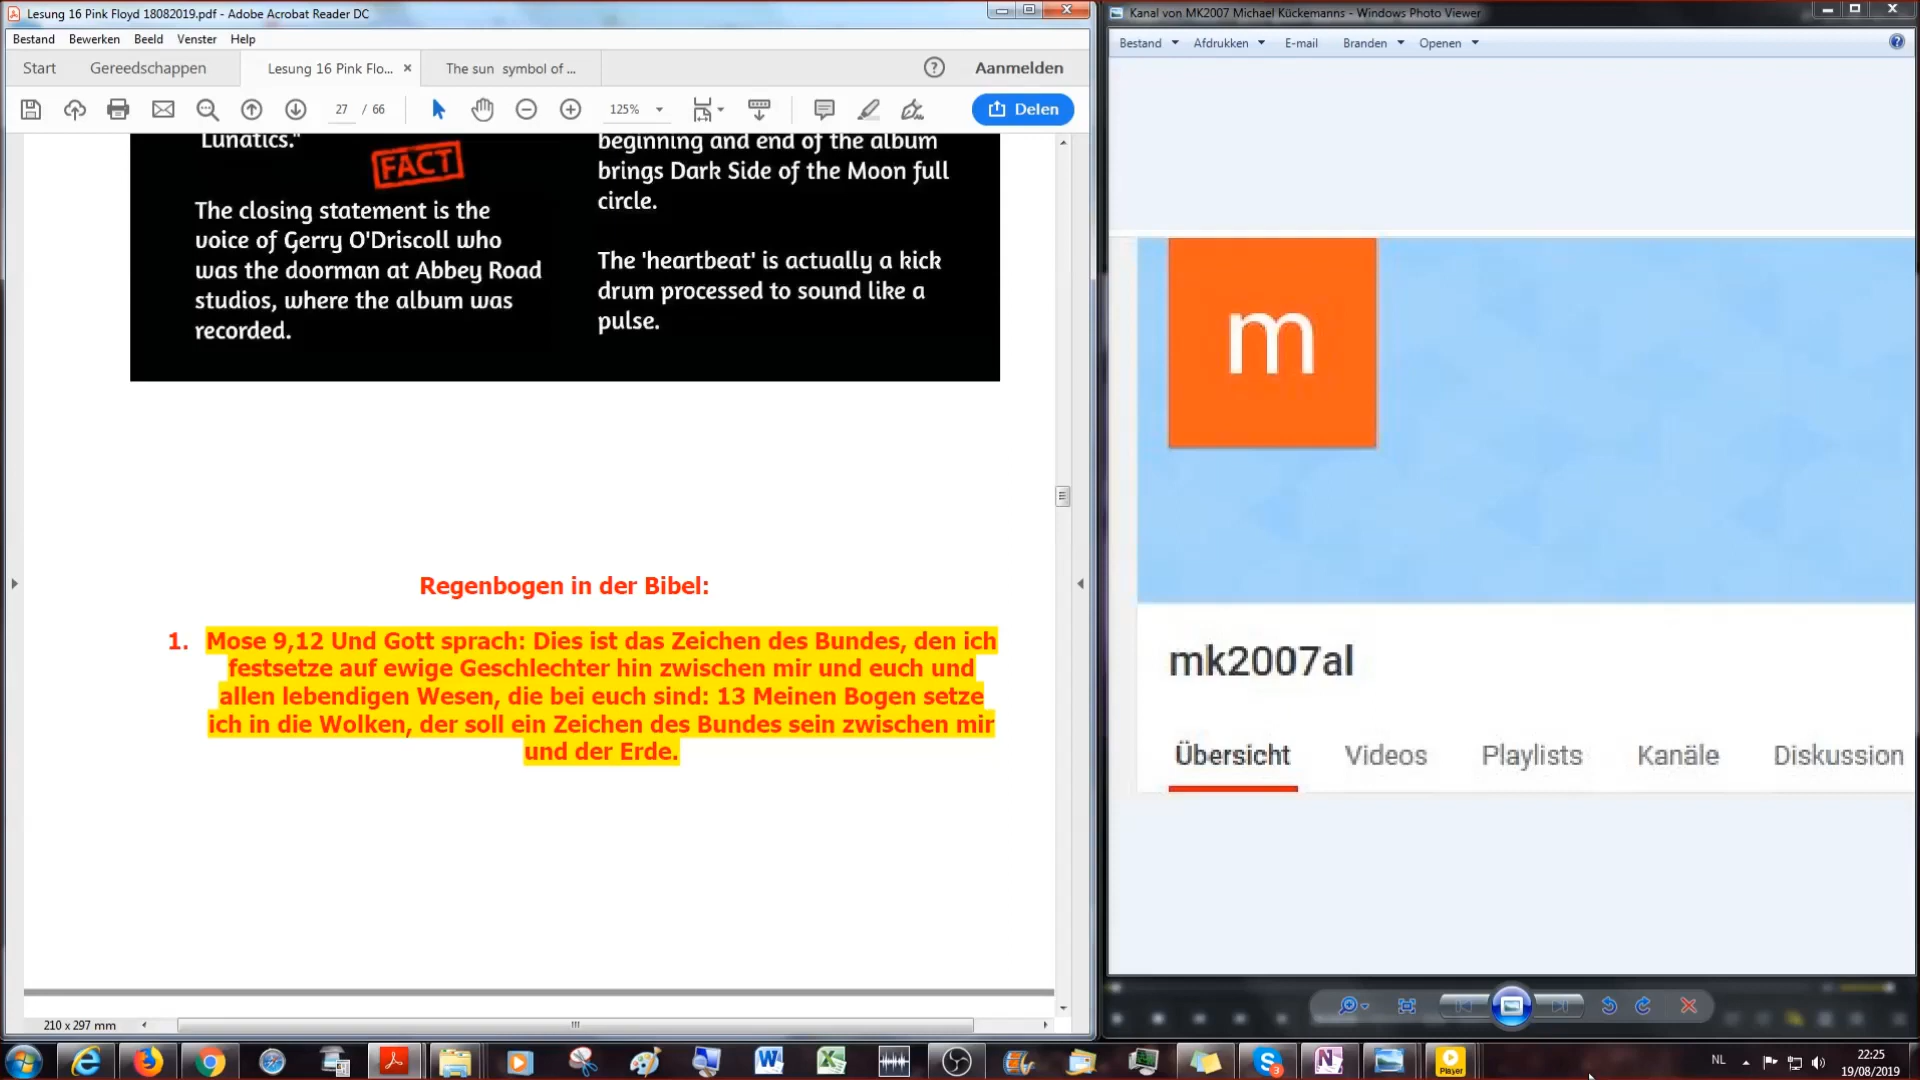 Lesung 16 Pink Floyd 18082019.pdf - Adobe Acrobat Reader DC
Bestand Bewerken Beeld Venster Help
Start Gereedschappen Lesung 16 Pink Flo... × The sun symbol of ... Aanmelden
27 / 66 125% Delen
Lunatics."
FACT
The closing statement is the
voice of Gerry O'Driscoll who
was the doorman at Abbey Road
studios, where the album was
recorded.
beginning and end of the album
brings Dark Side of the Moon full
circle.
The 'heartbeat' is actually a kick
drum processed to sound like a
pulse.
Regenbogen in der Bibel:
1. Mose 9,12 Und Gott sprach: Dies ist das Zeichen des Bundes, den ich
festsetze auf ewige Geschlechter hin zwischen mir und euch und
allen lebendigen Wesen, die bei euch sind: 13 Meinen Bogen setze
ich in die Wolken, der soll ein Zeichen des Bundes sein zwischen mir
und der Erde.
210 x 297 mm
Kanal von MK2007 Michael Kückemanns - Windows Photo Viewer
Bestand Afdrukken E-mail Branden Openen
m
mk2007al
Übersicht Videos Playlists Kanäle Diskussion
Player
NL
22:25
19/08/2019